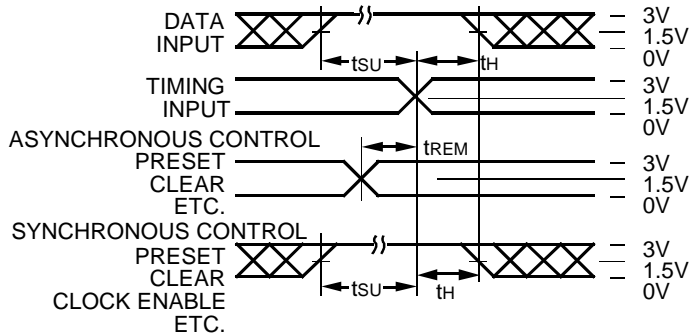 DATA
INPUT
tSU
tH
3V
1.5V
0V
TIMING
INPUT
3V
1.5V
0V
ASYNCHRONOUS CONTROL
PRESET
CLEAR
ETC.
tREM
3V
1.5V
0V
SYNCHRONOUS CONTROL
PRESET
CLEAR
CLOCK ENABLE
ETC.
tSU
tH
3V
1.5V
0V